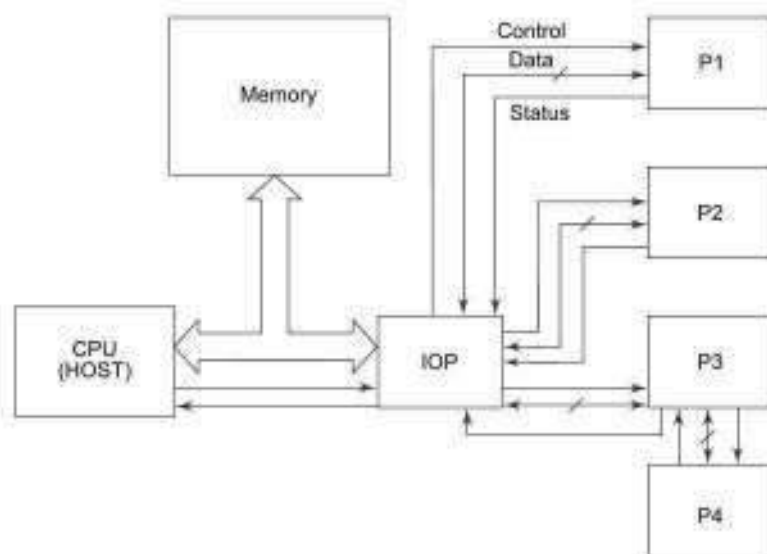 Control
P1
Data
Memory
Status
P2
CPU
(HOST)
IOP
P3
P4